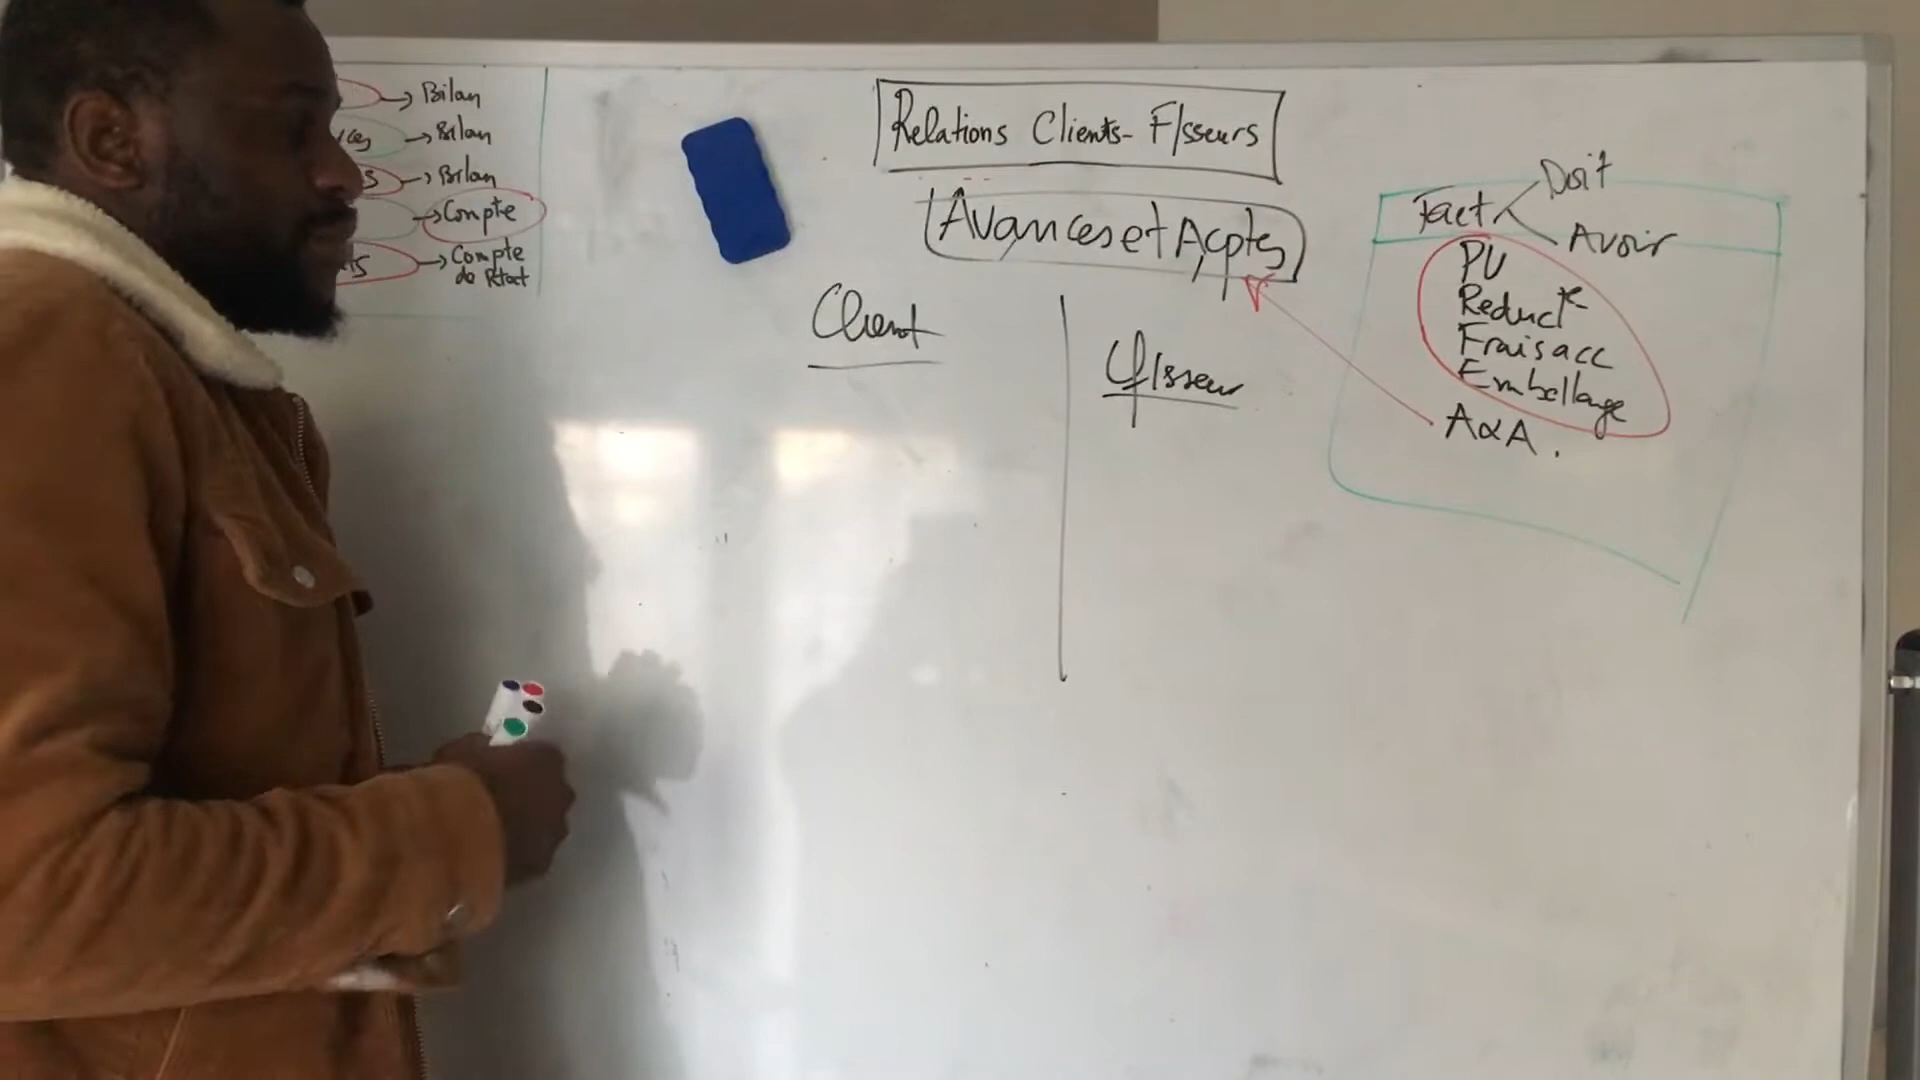 → Bilan
→ Bilan
→ Bilan
→ Compte
→ Compte
de Rtat
Relations Clients - F/sseurs
Avances et Acptes
Client
F/sseur
Fact
Doit
Avoir
PU
Reduct°
Frais acc
Emballage
A&A.